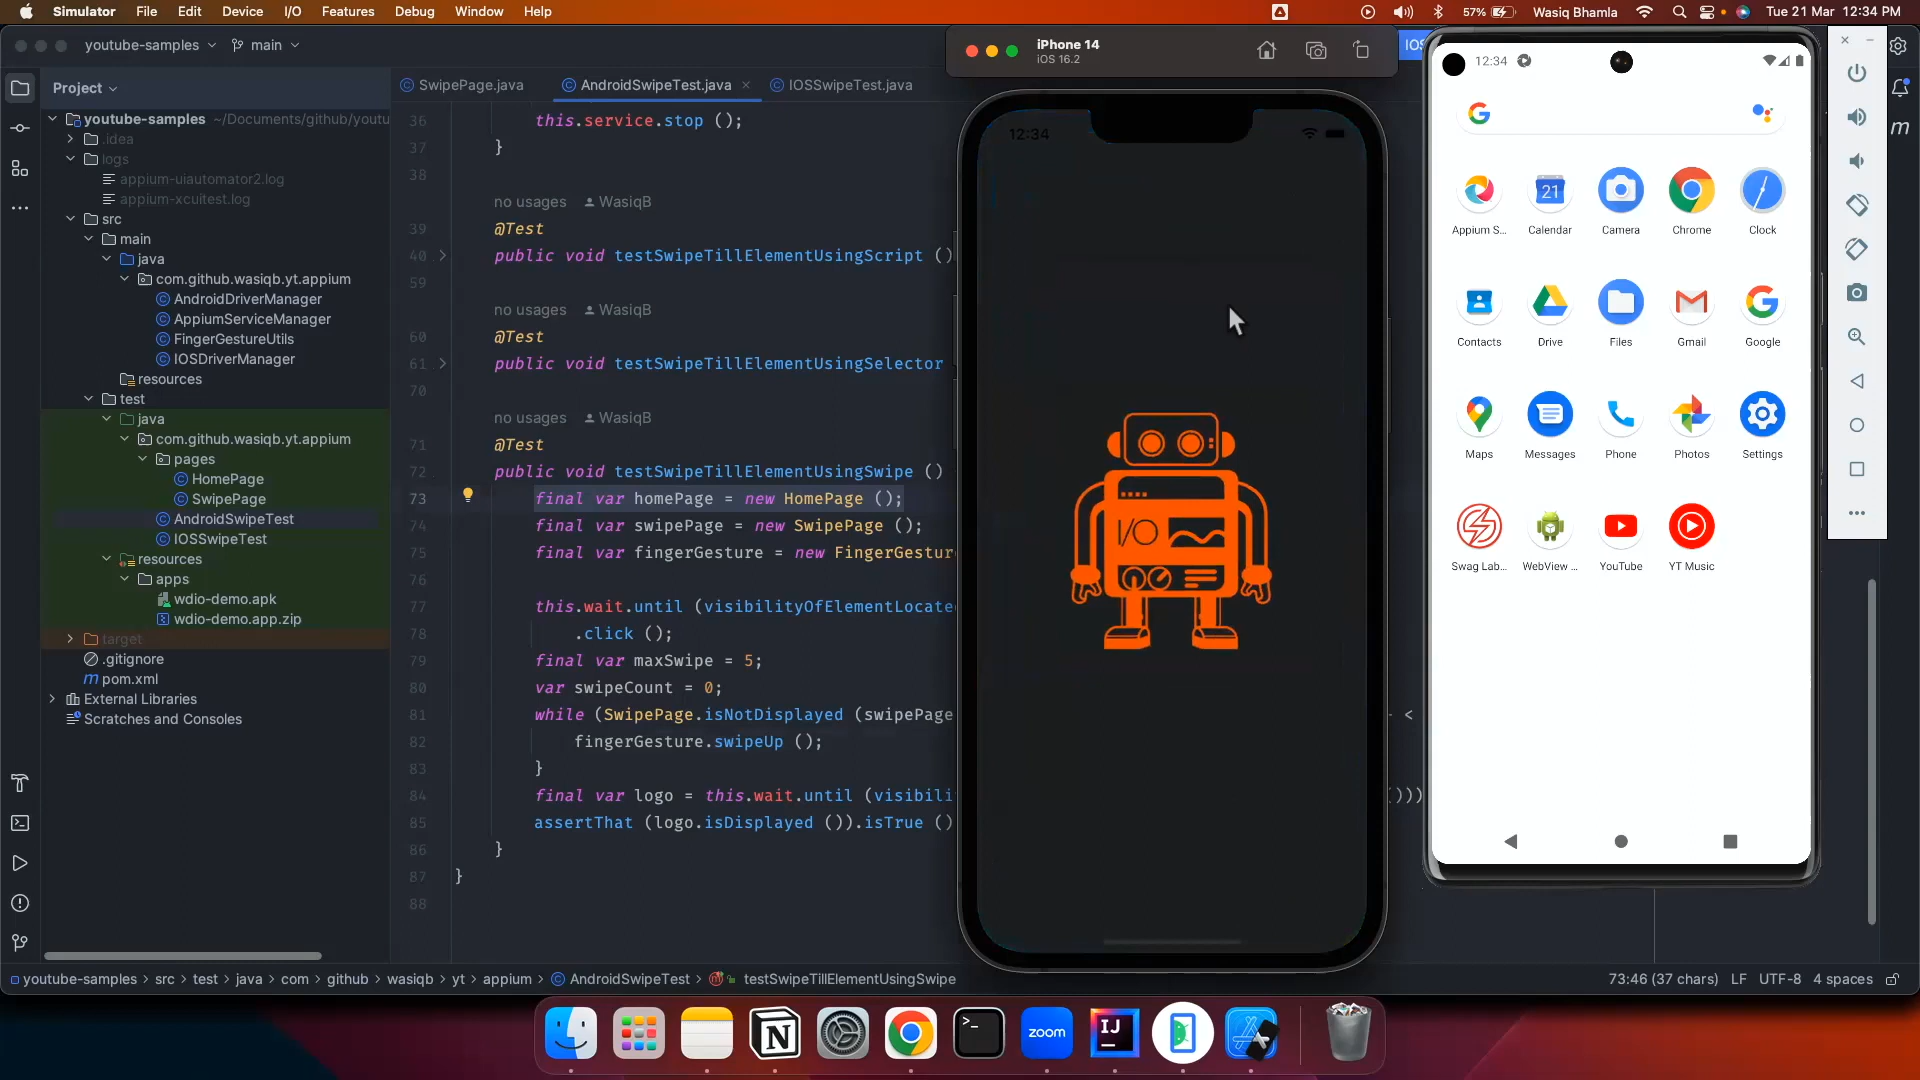 Simulator File Edit Device I/O Features Debug Window Help
57% Wasiq Bhamla Tue 21 Mar 12:34 PM
youtube-samples main
Project
youtube-samples ~/Documents/github/youtu
.idea
logs
appium-uiautomator2.log
appium-xcuitest.log
src
main
java
com.github.wasiqb.yt.appium
AndroidDriverManager
AppiumServiceManager
FingerGestureUtils
IOSDriverManager
resources
test
java
com.github.wasiqb.yt.appium
pages
HomePage
SwipePage
AndroidSwipeTest
IOSSwipeTest
resources
apps
wdio-demo.apk
wdio-demo.app.zip
target
.gitignore
pom.xml
External Libraries
Scratches and Consoles
SwipePage.java AndroidSwipeTest.java IOSSwipeTest.java
36 this.service.stop ();
37 }
38
no usages WasiqB
39 @Test
40 public void testSwipeTillElementUsingScript ()
59
no usages WasiqB
60 @Test
61 public void testSwipeTillElementUsingSelector
70
no usages WasiqB
71 @Test
72 public void testSwipeTillElementUsingSwipe ()
73 final var homePage = new HomePage ();
74 final var swipePage = new SwipePage ();
75 final var fingerGesture = new FingerGestur
76
77 this.wait.until (visibilityOfElementLocate
78 .click ();
79 final var maxSwipe = 5;
80 var swipeCount = 0;
81 while (SwipePage.isNotDisplayed (swipePage <
82 fingerGesture.swipeUp ();
83 }
84 final var logo = this.wait.until (visibili ()))
85 assertThat (logo.isDisplayed ()).isTrue ()
86 }
87 }
88
iPhone 14
iOS 16.2
IOS
12:34
I/O
12:34
21
Appium S... Calendar Camera Chrome Clock
Contacts Drive Files Gmail Google
Maps Messages Phone Photos Settings
Swag Lab... WebView ... YouTube YT Music
youtube-samples > src > test > java > com > github > wasiqb > yt > appium > AndroidSwipeTest > testSwipeTillElementUsingSwipe
73:46 (37 chars) LF UTF-8 4 spaces
zoom
IJ